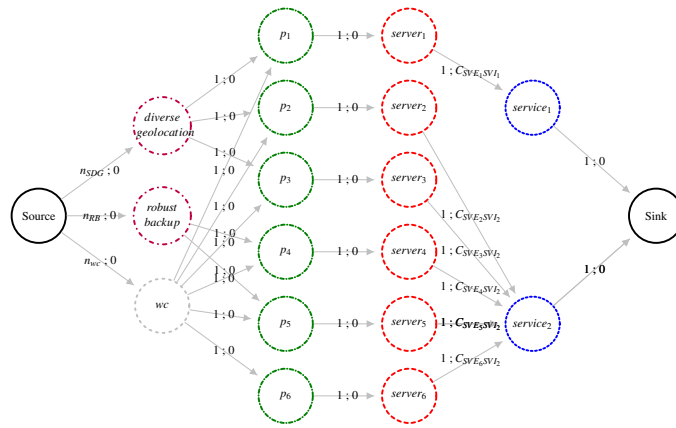 p1
1 ; 0
server1
1 ; C_SVE1SVI1
service1
1 ; 0
diverse
geolocation
1 ; 0
1 ; 0
1 ; 0
p2
1 ; 0
server2
1 ; C_SVE2SVI2
p3
1 ; 0
server3
1 ; C_SVE3SVI2
Source
n_SDG ; 0
n_RB ; 0
n_wc ; 0
robust
backup
1 ; 0
1 ; 0
1 ; 0
1 ; 0
1 ; 0
1 ; 0
1 ; 0
1 ; 0
p4
1 ; 0
server4
1 ; C_SVE4SVI2
Sink
wc
p5
1 ; 0
server5
1 ; C_SVE5SVI2
service2
1 ; 0
p6
1 ; 0
server6
1 ; C_SVE6SVI2